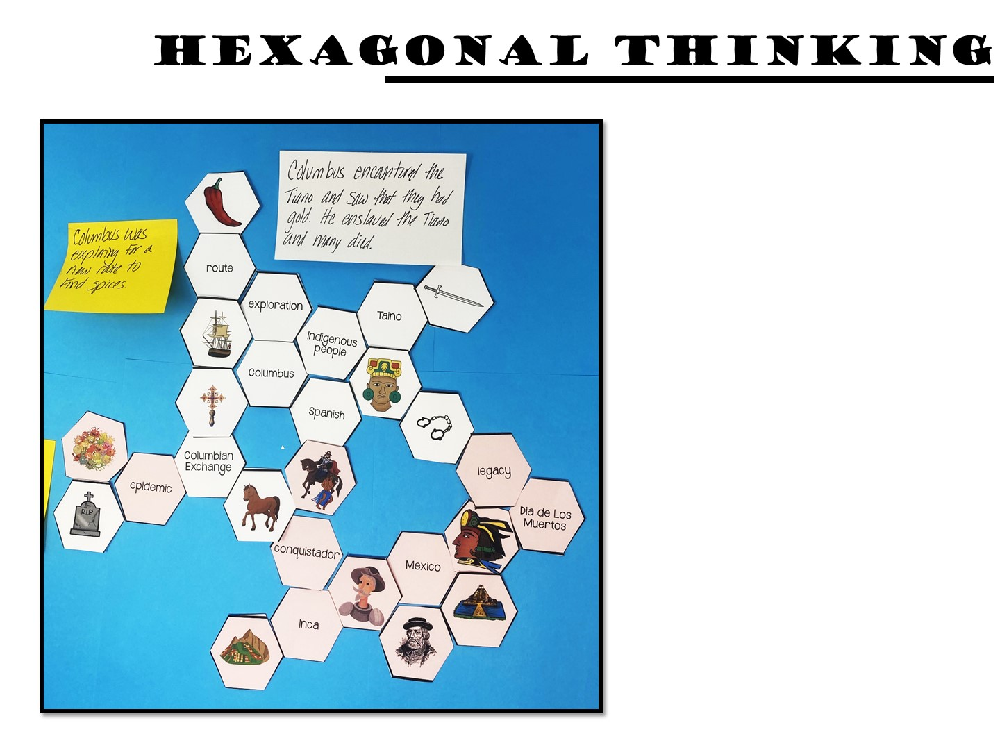 HEXAGONAL THINKING
Columbus encountered the
Tiano and saw that they had
gold. He enslaved the Tiano
and many died.
Columbus was
exploring for a
new route to
find spices.
route
exploration
Taino
Indigenous
people
Columbus
Spanish
Columbian
Exchange
epidemic
legacy
R.I.P
Dia de Los
Muertos
conquistador
Mexico
Inca